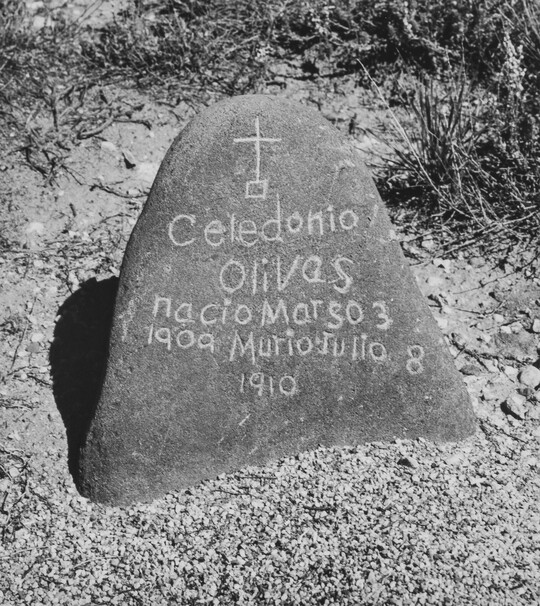 Celedonio
Olivas
nacio Marso 3
1909 Murio Julio 8
1910